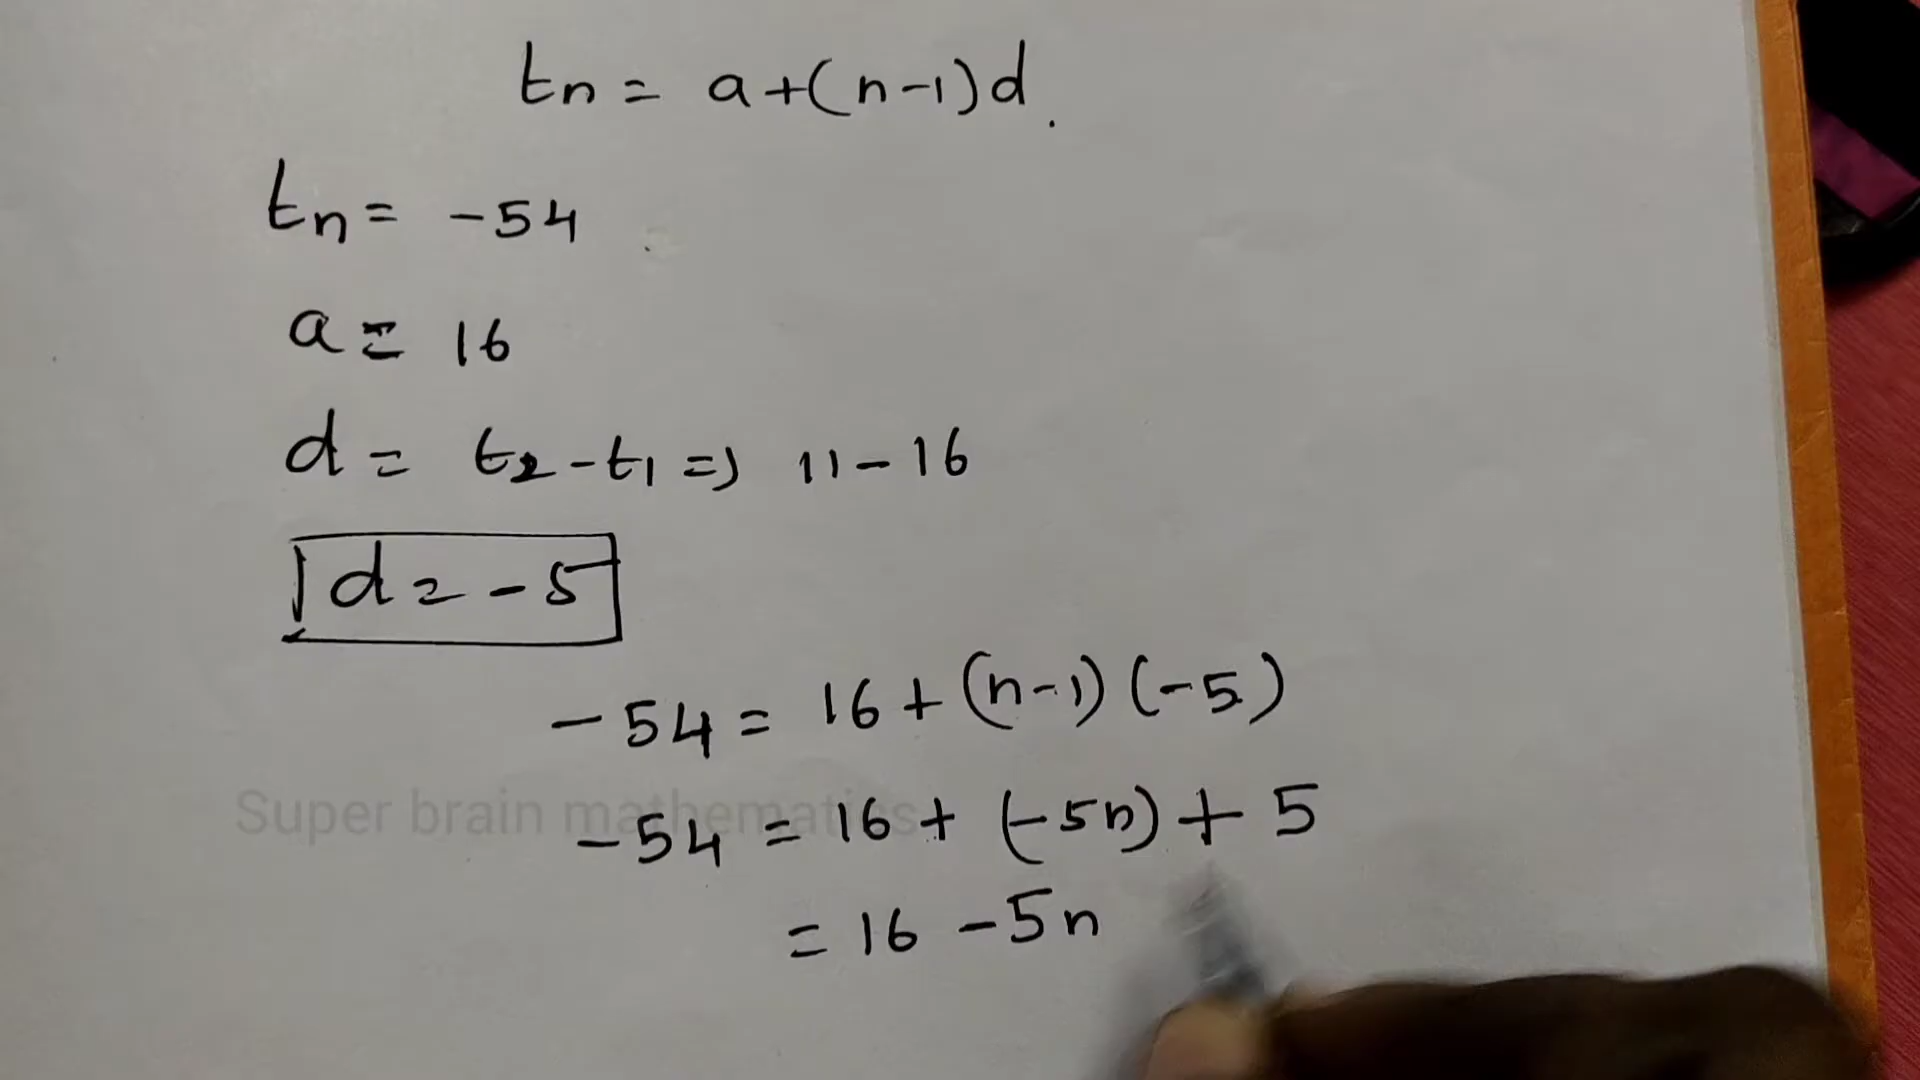 tn = a+(n-1)d.
tn = -54
a = 16
d = t2-t1 => 11-16
d = -5
-54 = 16+(n-1)(-5)
Super brain mathematics
-54 = 16+(-5n)+5
= 16-5n